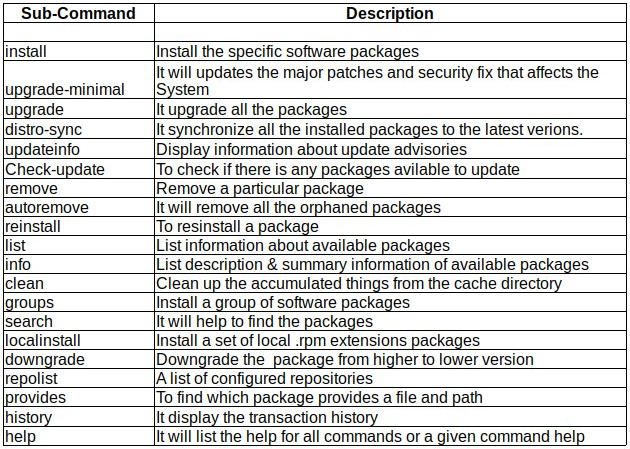 Sub-Command Description
install Install the specific software packages
It will updates the major patches and security fix that affects the
upgrade-minimal System
upgrade It upgrade all the packages
distro-sync It synchronize all the installed packages to the latest verions.
updateinfo Display information about update advisories
Check-update To check if there is any packages avilable to update
remove Remove a particular package
autoremove It will remove all the orphaned packages
reinstall To resinstall a package
list List information about available packages
info List description & summary information of available packages
clean Clean up the accumulated things from the cache directory
groups Install a group of software packages
search It will help to find the packages
localinstall Install a set of local .rpm extensions packages
downgrade Downgrade the  package from higher to lower version
repolist A list of configured repositories
provides To find which package provides a file and path
history It display the transaction history
help It will list the help for all commands or a given command help